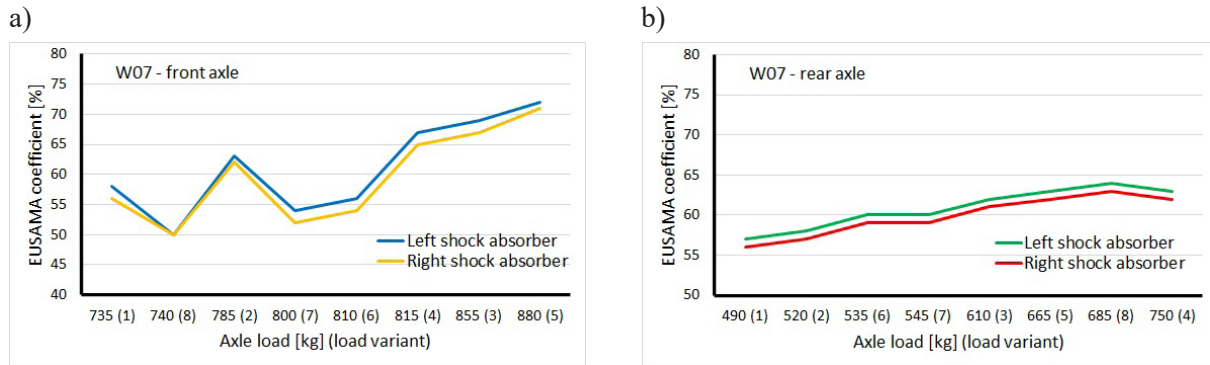 a)
W07 - front axle
EUSAMA coefficient [%]
80
75
70
65
60
55
50
45
40
Left shock absorber
Right shock absorber
735 (1) 740 (8) 785 (2) 800 (7) 810 (6) 815 (4) 855 (3) 880 (5)
Axle load [kg] (load variant)
b)
W07 - rear axle
EUSAMA coefficient [%]
80
75
70
65
60
55
50
Left shock absorber
Right shock absorber
490 (1) 520 (2) 535 (6) 545 (7) 610 (3) 665 (5) 685 (8) 750 (4)
Axle load [kg] (load variant)